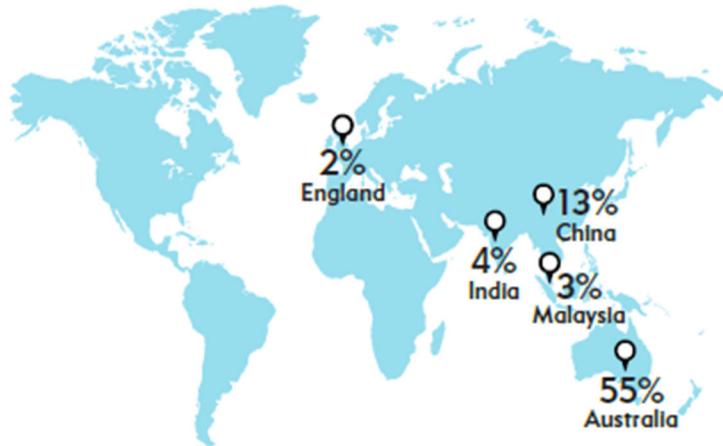 2%
England
13%
China
4%
India
3%
Malaysia
55%
Australia